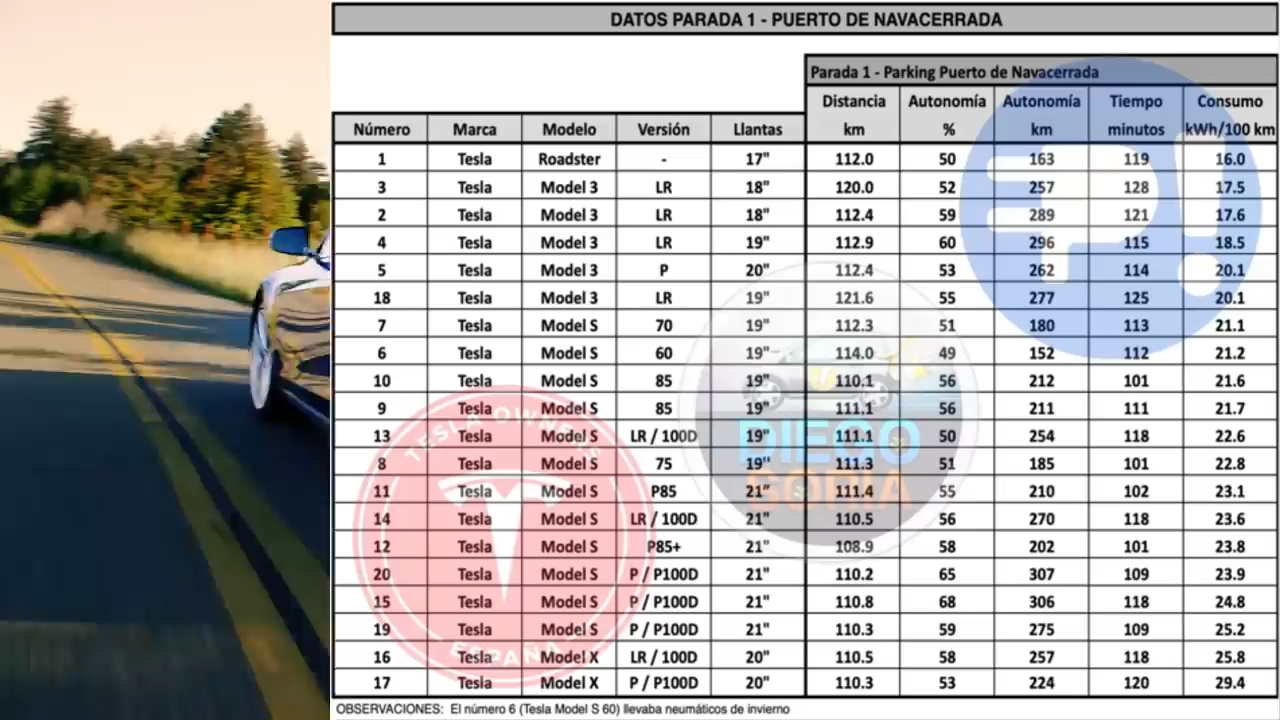 DATOS PARADA 1 - PUERTO DE NAVACERRADA
Parada 1 - Parking Puerto de Navacerrada
Distancia Autonomía Autonomía Tiempo Consumo
Número Marca Modelo Versión Llantas km % km minutos kWh/100 km
1 Tesla Roadster - 17" 112.0 50 163 119 16.0
3 Tesla Model 3 LR 18" 120.0 52 257 128 17.5
2 Tesla Model 3 LR 18" 112.4 59 289 121 17.6
4 Tesla Model 3 LR 19" 112.9 60 296 115 18.5
5 Tesla Model 3 P 20" 112.4 53 262 114 20.1
18 Tesla Model 3 LR 19" 121.6 55 277 125 20.1
7 Tesla Model S 70 19" 112.3 51 180 113 21.1
6 Tesla Model S 60 19" 114.0 49 152 112 21.2
10 Tesla Model S 85 19" 110.1 56 212 101 21.6
9 Tesla Model S 85 19" 111.1 56 211 111 21.7
13 Tesla Model S LR / 100D 19" 111.1 50 254 118 22.6
8 Tesla Model S 75 19" 111.3 51 185 101 22.8
11 Tesla Model S P85 21" 111.4 55 210 102 23.1
14 Tesla Model S LR / 100D 21" 110.5 56 270 118 23.6
12 Tesla Model S P85+ 21" 108.9 58 202 101 23.8
20 Tesla Model S P / P100D 21" 110.2 65 307 109 23.9
15 Tesla Model S P / P100D 21" 110.8 68 306 118 24.8
19 Tesla Model S P / P100D 21" 110.3 59 275 109 25.2
16 Tesla Model X LR / 100D 20" 110.5 58 257 118 25.8
17 Tesla Model X P / P100D 20" 110.3 53 224 120 29.4
OBSERVACIONES: El número 6 (Tesla Model S 60) llevaba neumáticos de invierno
TESLA OWNERS
ESPAÑA
DIEGO
SORIA
P!